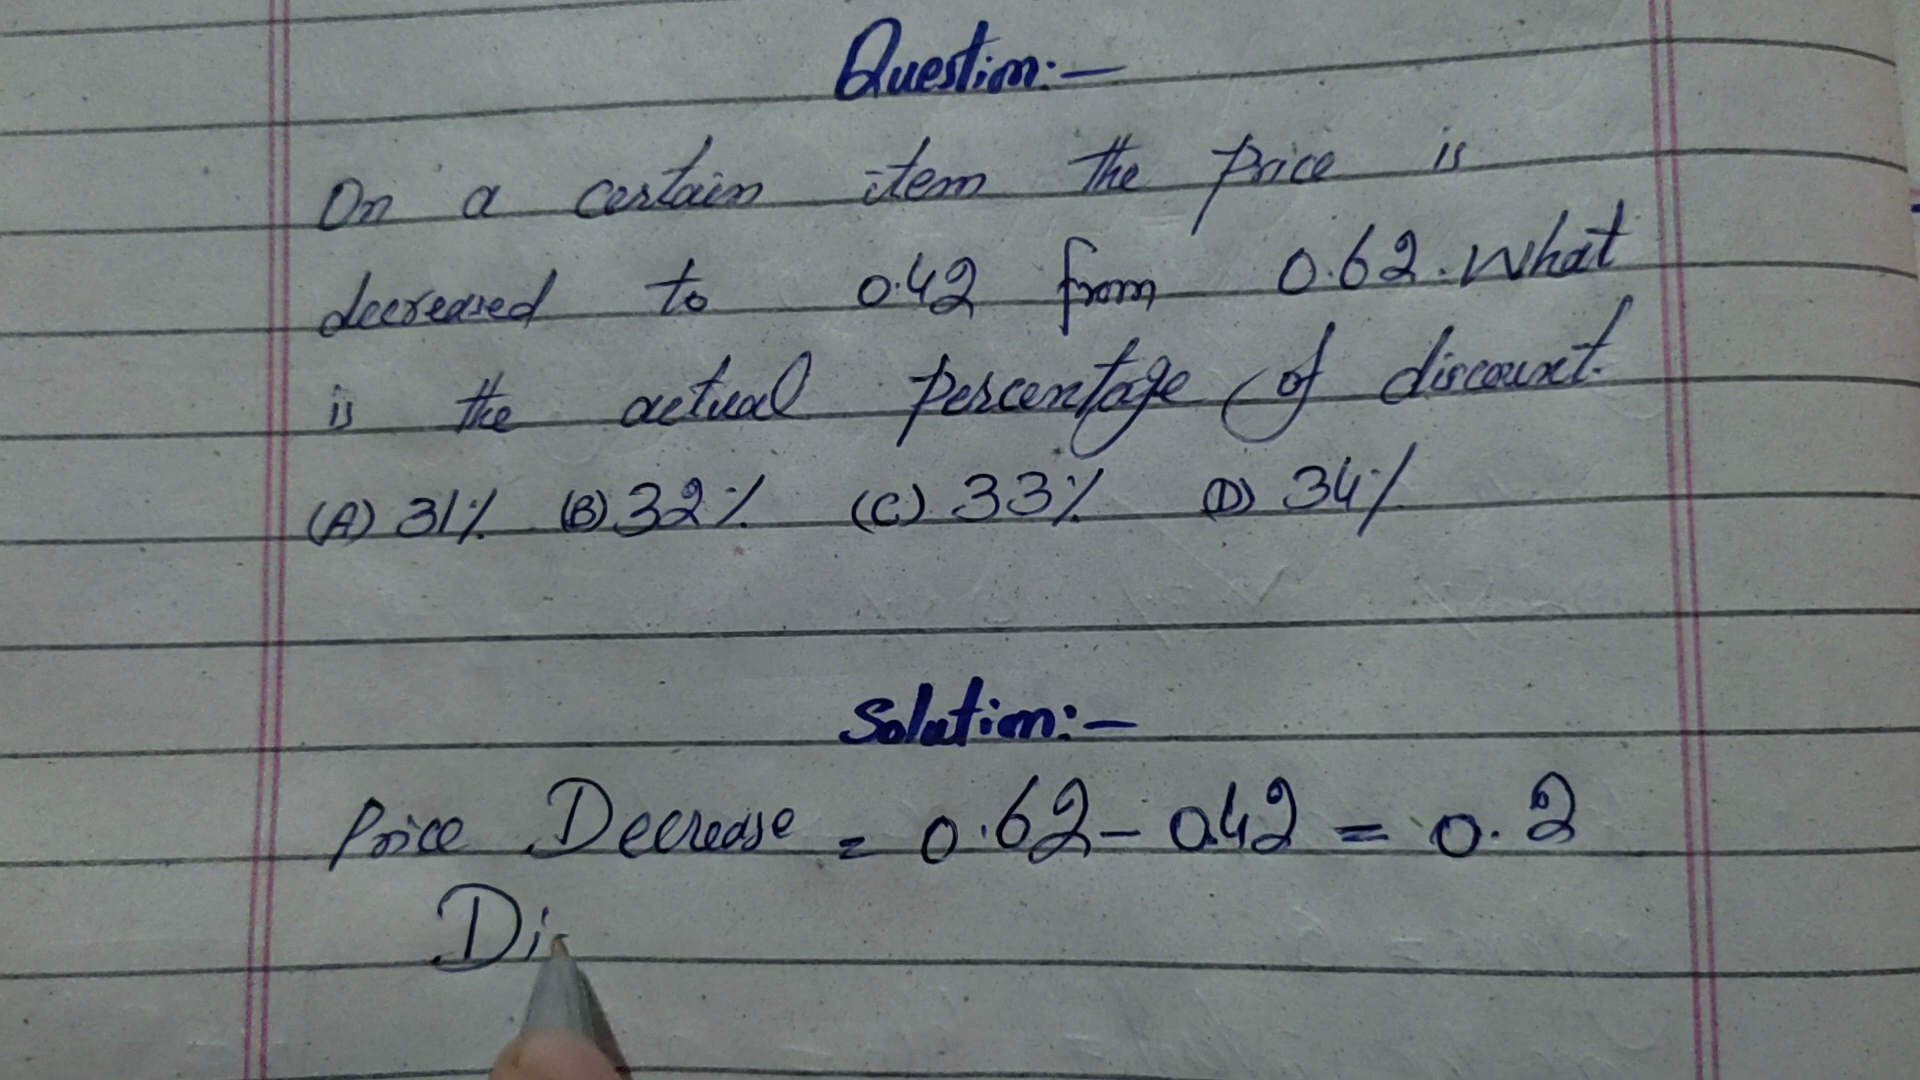 Question:-
On a certain item the price is
decreased to 0.42 from 0.62. What
is the actual percentage of discount.
(A) 31% (B) 32% (C) 33% (D) 34%
Solution:-
Price Decrease = 0.62 - 0.42 = 0.2
Dis